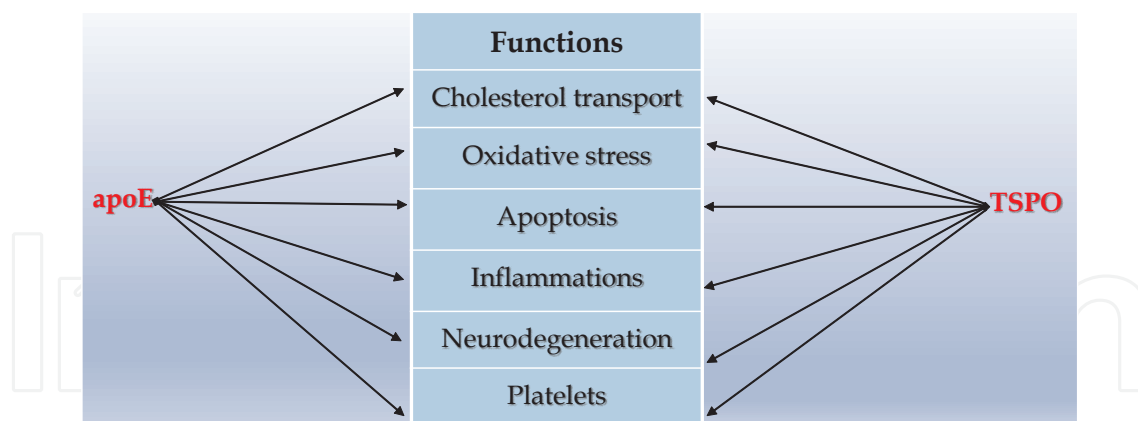 Functions
Cholesterol transport
Oxidative stress
apoE
Apoptosis
TSPO
Inflammations
Neurodegeneration
Platelets